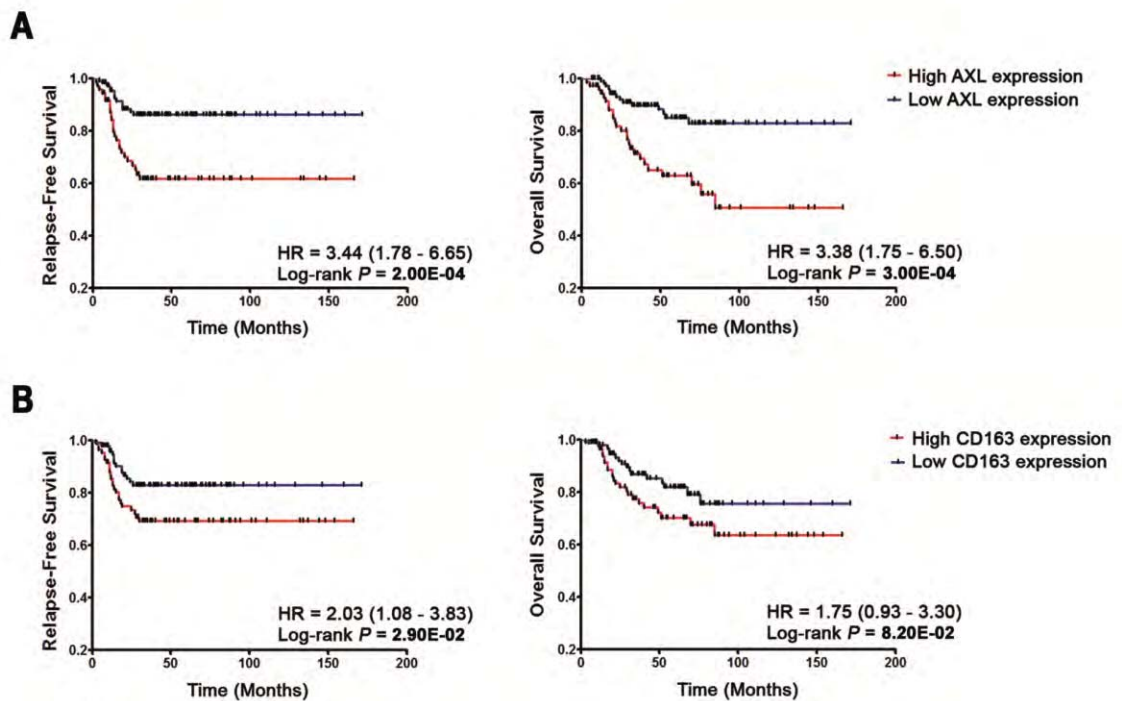 A
Relapse-Free Survival
1.0
0.8
0.6
0.4
0.2
0 50 100 150 200
Time (Months)
HR = 3.44 (1.78 - 6.65)
Log-rank P = 2.00E-04
Overall Survival
1.0
0.8
0.6
0.4
0.2
0 50 100 150 200
Time (Months)
HR = 3.38 (1.75 - 6.50)
Log-rank P = 3.00E-04
High AXL expression
Low AXL expression
B
Relapse-Free Survival
1.0
0.8
0.6
0.4
0.2
0 50 100 150 200
Time (Months)
HR = 2.03 (1.08 - 3.83)
Log-rank P = 2.90E-02
Overall Survival
1.0
0.8
0.6
0.4
0.2
0 50 100 150 200
Time (Months)
HR = 1.75 (0.93 - 3.30)
Log-rank P = 8.20E-02
High CD163 expression
Low CD163 expression